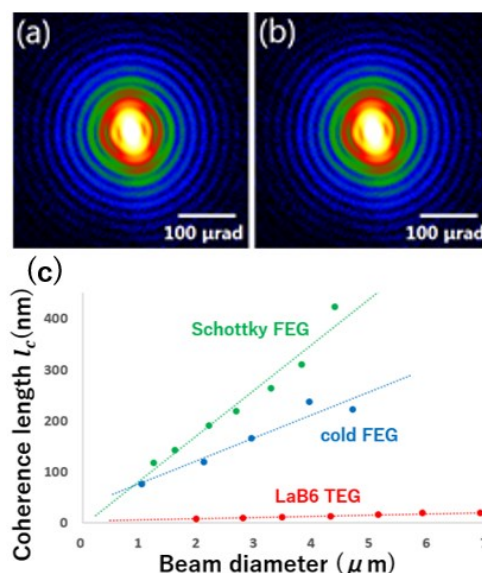 (a)
(b)
100 μrad
100 μrad
(c)
Coherence length lc(nm)
400
300
200
100
0
Schottky FEG
cold FEG
LaB6 TEG
0 1 2 3 4 5 6 7
Beam diameter (μm)